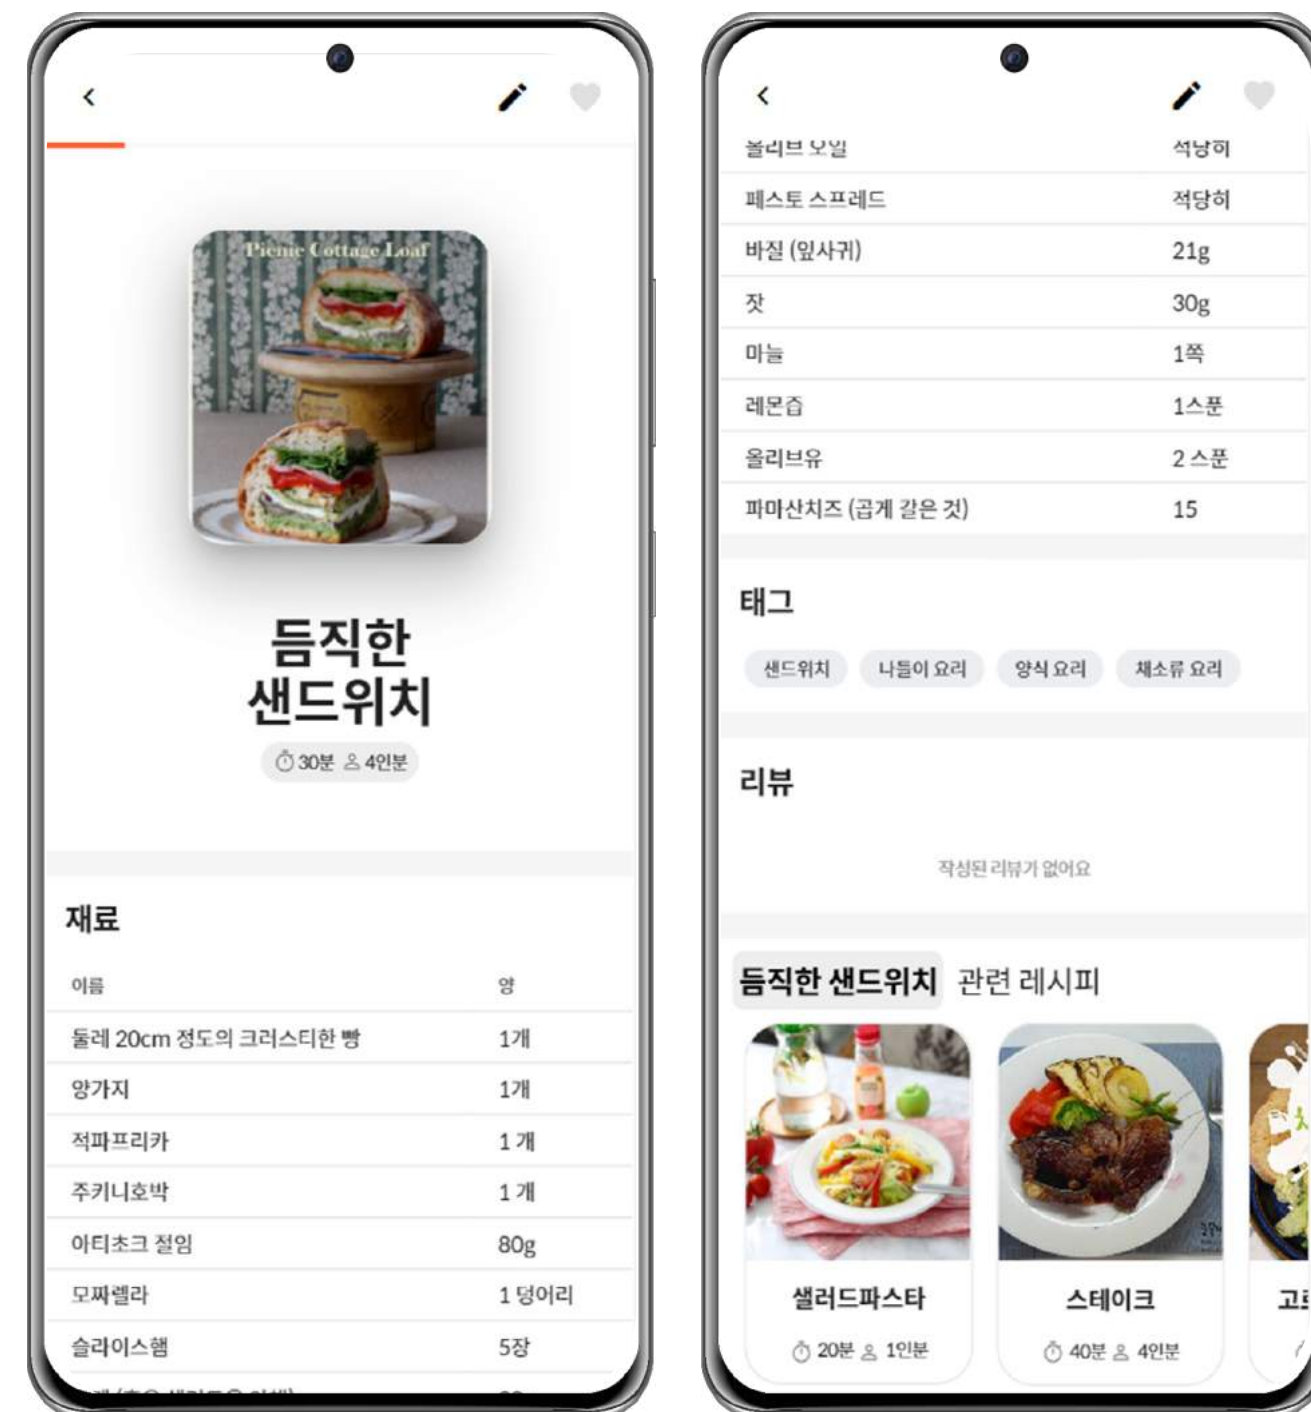 Picnic Cottage Loaf
듬직한
샌드위치
30분 4인분
재료
이름 양
둘레 20cm 정도의 크러스티한 빵 1개
양가지 1개
적파프리카 1 개
주키니호박 1 개
아티초크 절임 80g
모짜렐라 1 덩어리
슬라이스햄 5장
올리브 오일 적당히
페스토 스프레드 적당히
바질 (잎사귀) 21g
잣 30g
마늘 1쪽
레몬즙 1스푼
올리브유 2 스푼
파마산치즈 (곱게 갈은 것) 15
태그
샌드위치 나들이 요리 양식 요리 채소류 요리
리뷰
작성된 리뷰가 없어요
듬직한 샌드위치 관련 레시피
샐러드파스타 스테이크
20분 1인분 40분 4인분